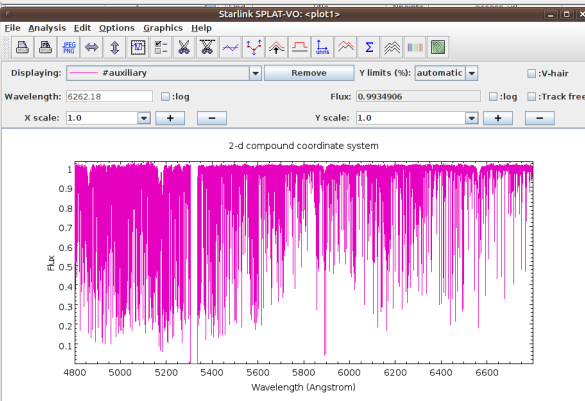 Starlink SPLAT-VO: <plot1>
File Analysis Edit Options Graphics Help
JPEG
PNG
Units
Displaying: #auxiliary Remove Y limits (%): automatic :V-hair
Wavelength: 6262.18 :log Flux: 0.9934906 :log :Track free
X scale: 1.0 + − Y scale: 1.0 + −
2-d compound coordinate system
1
0.9
0.8
0.7
0.6
0.5
0.4
0.3
0.2
0.1
Flux
4800 5000 5200 5400 5600 5800 6000 6200 6400 6600
Wavelength (Angstrom)